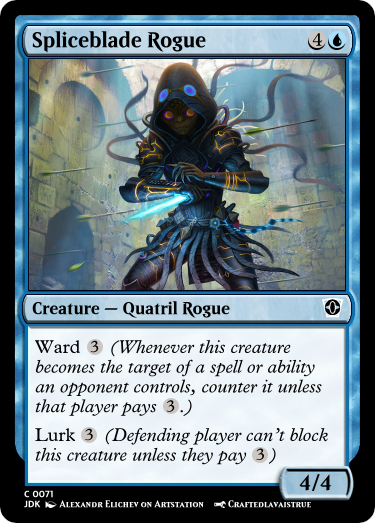 Spliceblade Rogue 4
Creature — Quatril Rogue
Ward 3 (Whenever this creature
becomes the target of a spell or ability
an opponent controls, counter it unless
that player pays 3.)
Lurk 3 (Defending player can't block
this creature unless they pay 3)
4/4
C 0071
JDK Alexandr Elichev on Artstation Craftedlavaistrue